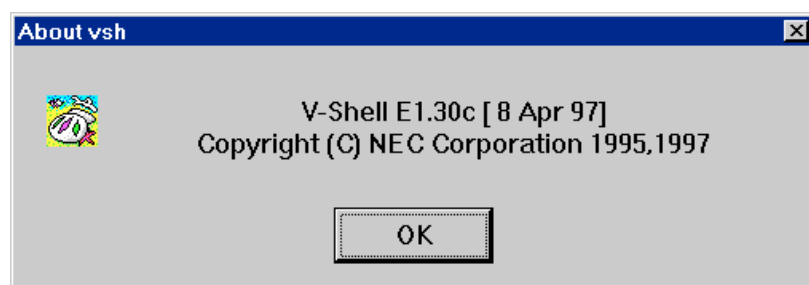 About vsh
V-Shell E1.30c [ 8 Apr 97]
Copyright (C) NEC Corporation 1995,1997
OK